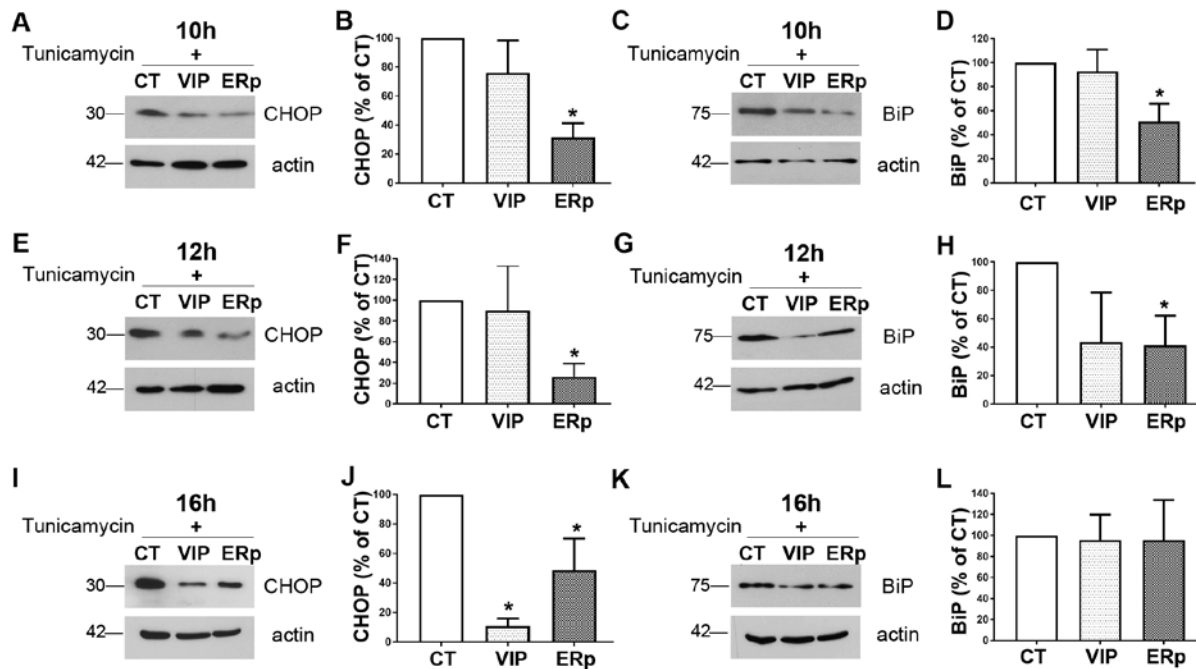 A
10h
Tunicamycin +
CT VIP ERp
30
CHOP
42
actin
B
CHOP (% of CT)
100
80
60
40
20
0
*
CT VIP ERp
C
10h
Tunicamycin +
CT VIP ERp
75
BiP
42
actin
D
BiP (% of CT)
120
100
80
60
40
20
0
*
CT VIP ERp
E
12h
Tunicamycin +
CT VIP ERp
30
CHOP
42
actin
F
CHOP (% of CT)
140
120
100
80
60
40
20
0
*
CT VIP ERp
G
12h
Tunicamycin +
CT VIP ERp
75
BiP
42
actin
H
BiP (% of CT)
100
80
60
40
20
0
*
CT VIP ERp
I
16h
Tunicamycin +
CT VIP ERp
30
CHOP
42
actin
J
CHOP (% of CT)
100
80
60
40
20
0
*
*
CT VIP ERp
K
16h
Tunicamycin +
CT VIP ERp
75
BiP
42
actin
L
BiP (% of CT)
140
120
100
80
60
40
20
0
CT VIP ERp